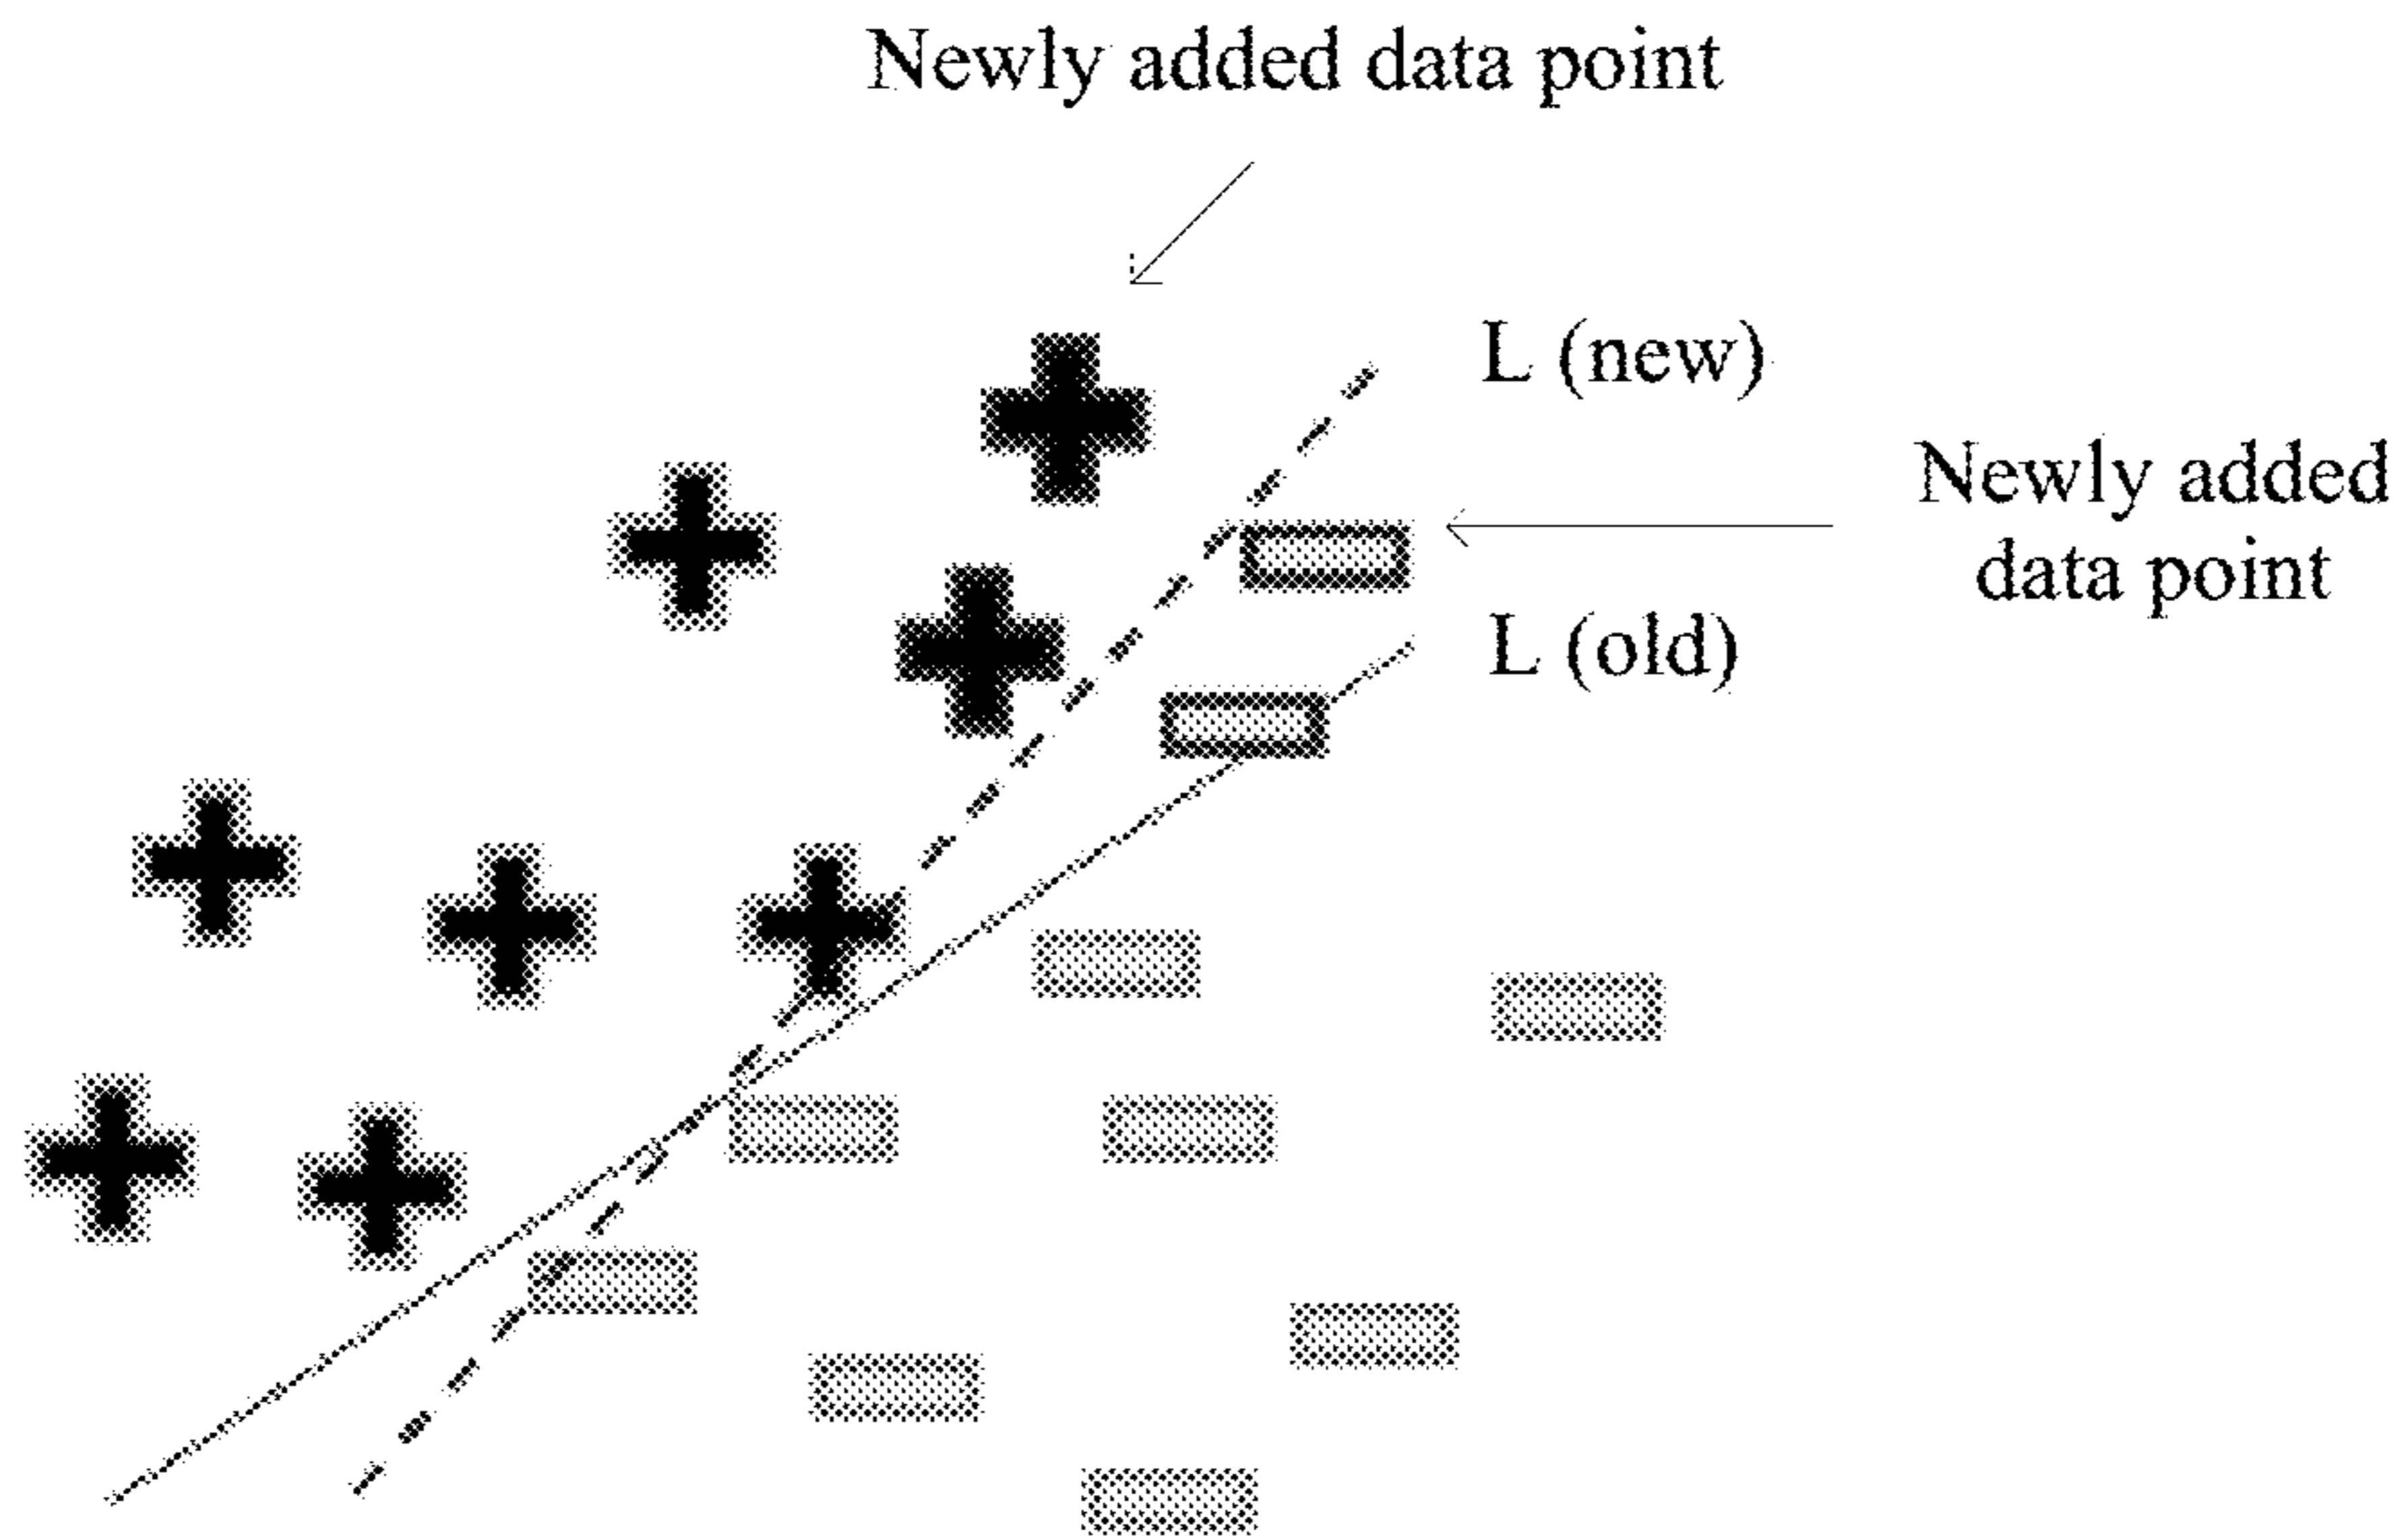 Newly added data point
L (new)
Newly added
data point
L (old)